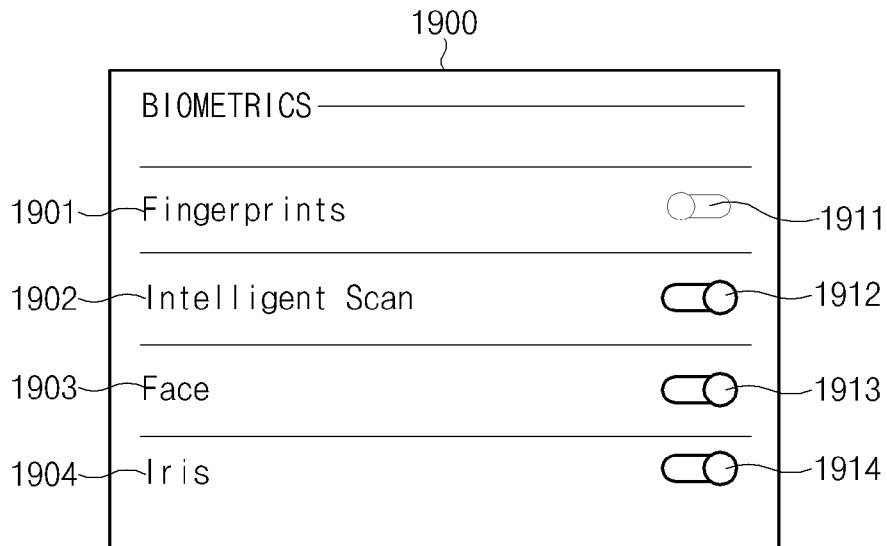 1900
BIOMETRICS
1901 Fingerprints 1911
1902 Intelligent Scan 1912
1903 Face 1913
1904 Iris 1914